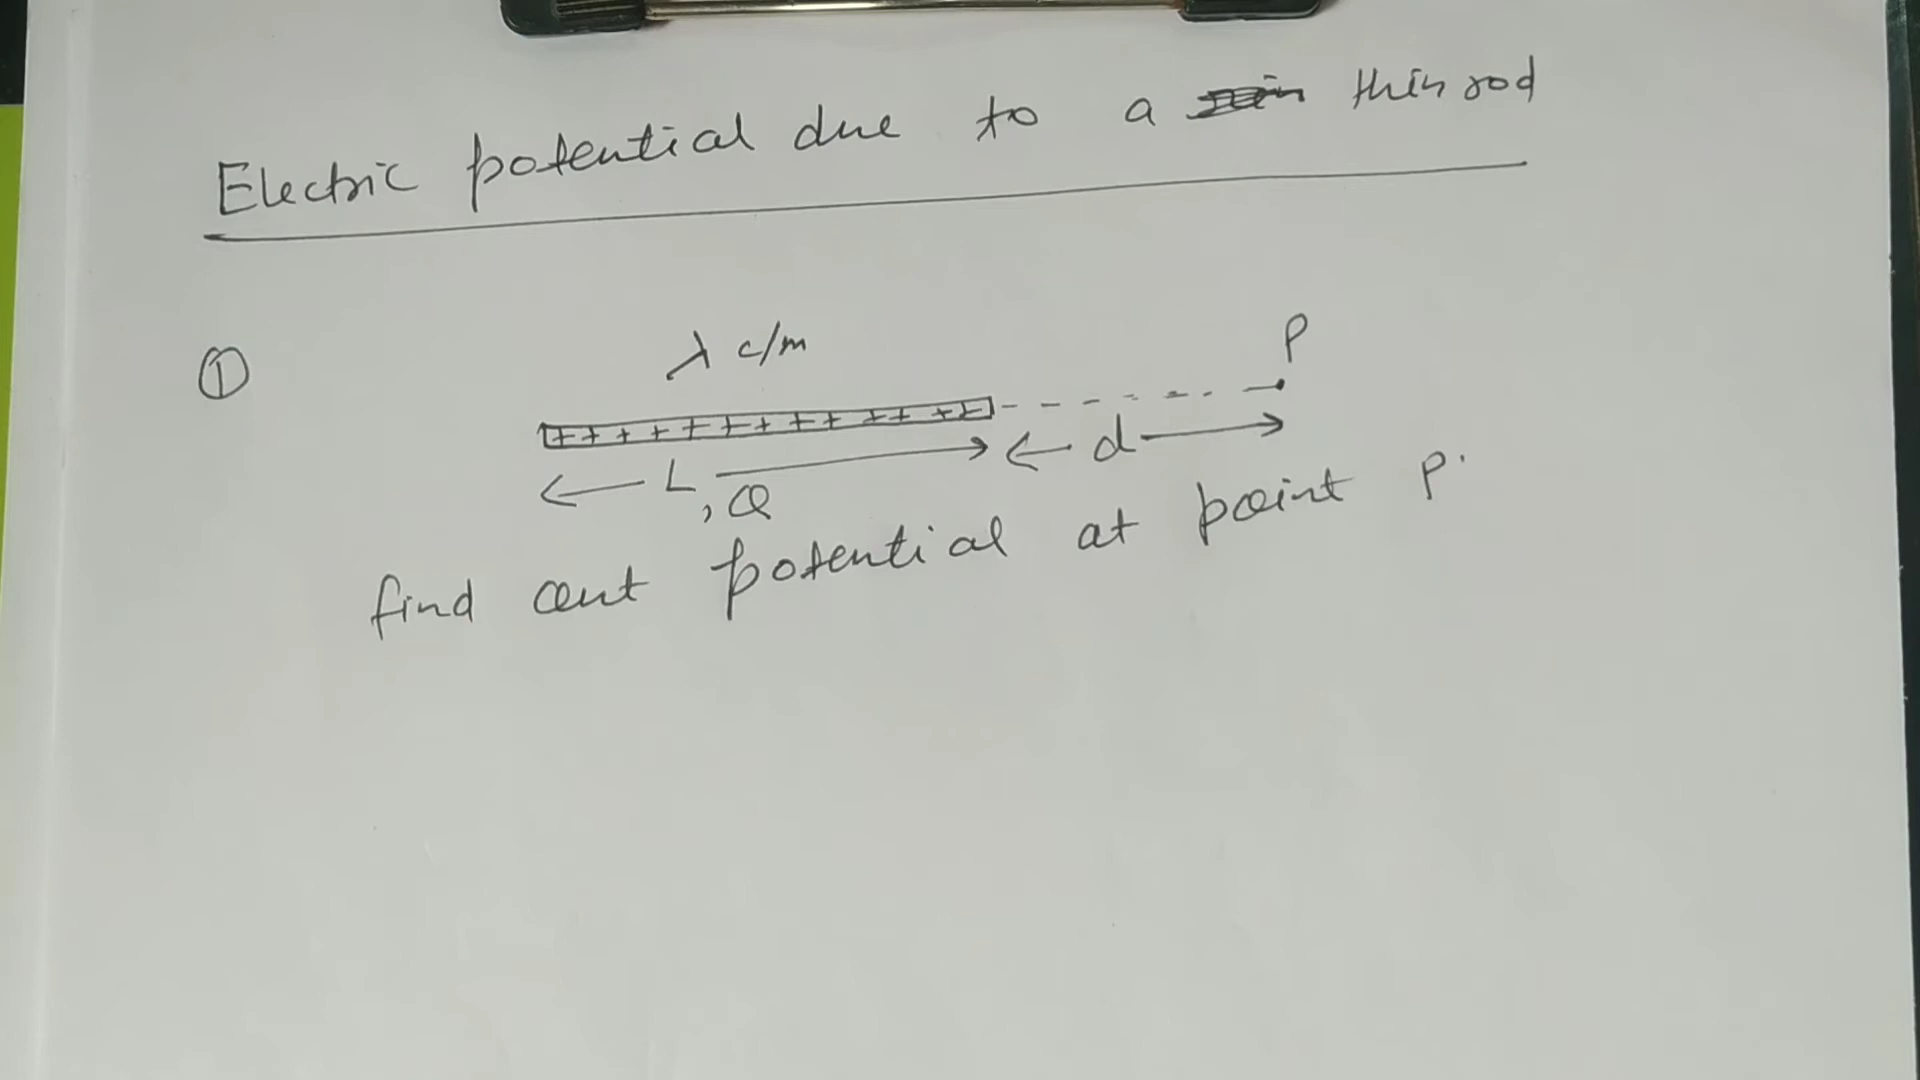 Electric potential due to a thin rod
①
λ c/m
P
+ + + + + + + + + + + + +
L, Q
d
find out potential at point P.